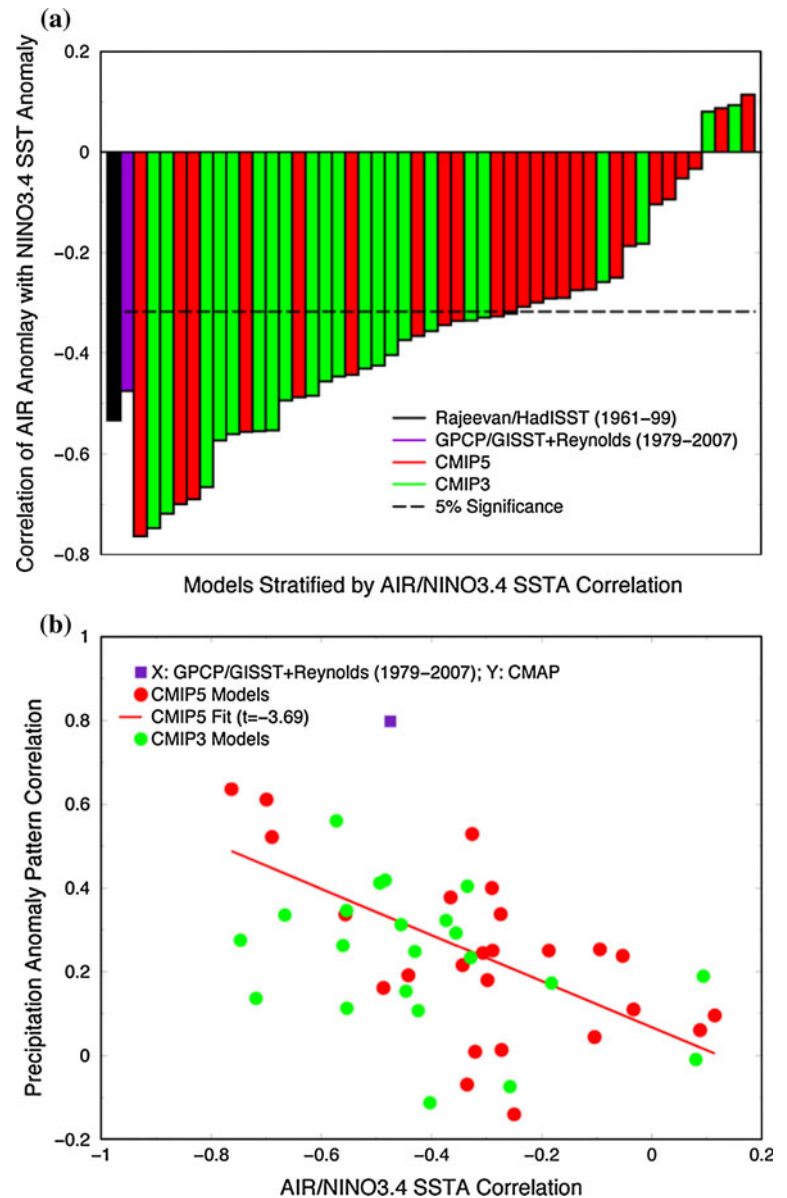 (a)
0.2
0
−0.2
−0.4
−0.6
−0.8
Correlation of AIR Anomlay with NINO3.4 SST Anomaly
Rajeevan/HadISST (1961−99)
GPCP/GISST+Reynolds (1979−2007)
CMIP5
CMIP3
5% Significance
Models Stratified by AIR/NINO3.4 SSTA Correlation
(b)
1
0.8
0.6
0.4
0.2
0
−0.2
Precipitation Anomaly Pattern Correlation
X: GPCP/GISST+Reynolds (1979−2007); Y: CMAP
CMIP5 Models
CMIP5 Fit (t=−3.69)
CMIP3 Models
−1 −0.8 −0.6 −0.4 −0.2 0 0.2
AIR/NINO3.4 SSTA Correlation